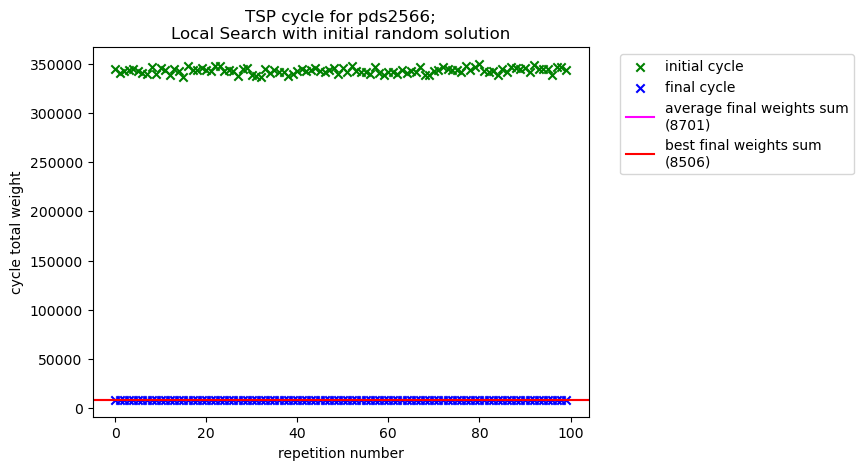 TSP cycle for pds2566;
Local Search with initial random solution
350000
300000
250000
200000
150000
100000
50000
0
cycle total weight
0 20 40 60 80 100
repetition number
initial cycle
final cycle
average final weights sum
(8701)
best final weights sum
(8506)